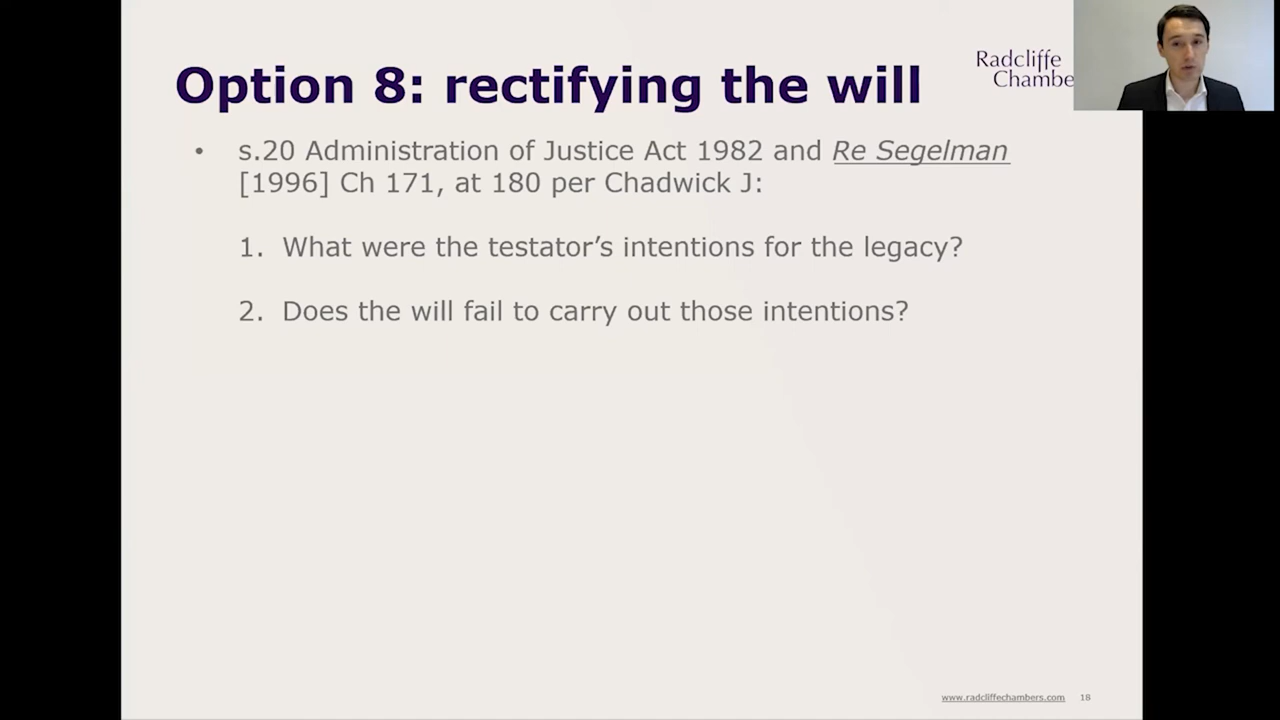 Option 8: rectifying the will
Radcliffe
Chambe
• s.20 Administration of Justice Act 1982 and Re Segelman
[1996] Ch 171, at 180 per Chadwick J:
1. What were the testator’s intentions for the legacy?
2. Does the will fail to carry out those intentions?
www.radcliffechambers.com 18